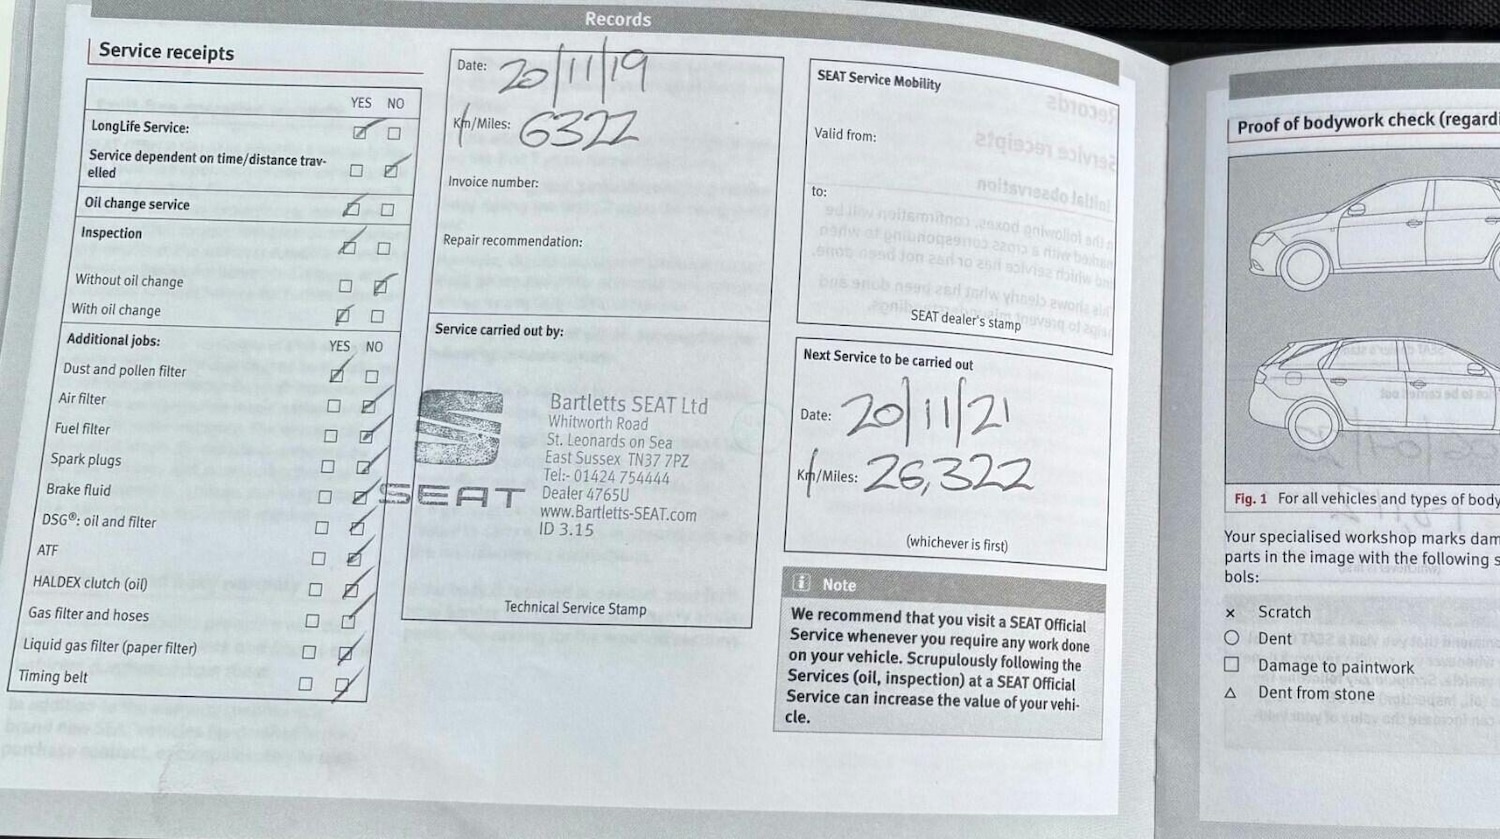 Records
Service receipts
YES NO
LongLife Service:
Service dependent on time/distance trav-
elled
Oil change service
Inspection
Without oil change
With oil change
Additional jobs: YES NO
Dust and pollen filter
Air filter
Fuel filter
Spark plugs
Brake fluid
DSG®: oil and filter
ATF
HALDEX clutch (oil)
Gas filter and hoses
Liquid gas filter (paper filter)
Timing belt
Date: 20/11/19
Km/Miles: 6322
Invoice number:
Repair recommendation:
Service carried out by:
SEAT
Bartletts SEAT Ltd
Whitworth Road
St. Leonards on Sea
East Sussex TN37 7PZ
Tel:- 01424 754444
Dealer 4765U
www.Bartletts-SEAT.com
ID 3.15
Technical Service Stamp
SEAT Service Mobility
Valid from:
to:
SEAT dealer's stamp
Next Service to be carried out
Date: 20/11/21
Km/Miles: 26,322
(whichever is first)
i Note
We recommend that you visit a SEAT Official
Service whenever you require any work done
on your vehicle. Scrupulously following the
Services (oil, inspection) at a SEAT Official
Service can increase the value of your vehi-
cle.
Proof of bodywork check (regardi
Fig. 1 For all vehicles and types of body
Your specialised workshop marks dam
parts in the image with the following s
bols:
× Scratch
○ Dent
□ Damage to paintwork
△ Dent from stone